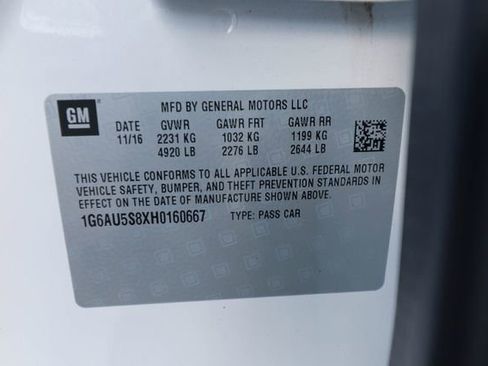 GM
MFD BY GENERAL MOTORS LLC
DATE GVWR GAWR FRT GAWR RR
11/16 2231 KG 1032 KG 1199 KG
4920 LB 2276 LB 2644 LB
THIS VEHICLE CONFORMS TO ALL APPLICABLE U.S. FEDERAL MOTOR
VEHICLE SAFETY, BUMPER, AND THEFT PREVENTION STANDARDS IN
EFFECT ON THE DATE OF MANUFACTURE SHOWN ABOVE.
1G6AU5S8XH0160667 TYPE: PASS CAR